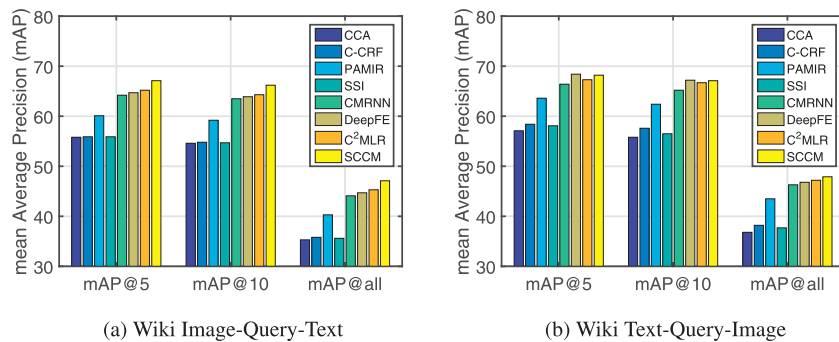 mean Average Precision (mAP)
80
70
60
50
40
30
mAP@5
mAP@10
mAP@all
CCA
C-CRF
PAMIR
SSI
CMRNN
DeepFE
C²MLR
SCCM
(a) Wiki Image-Query-Text
mean Average Precision (mAP)
80
70
60
50
40
30
mAP@5
mAP@10
mAP@all
CCA
C-CRF
PAMIR
SSI
CMRNN
DeepFE
C²MLR
SCCM
(b) Wiki Text-Query-Image